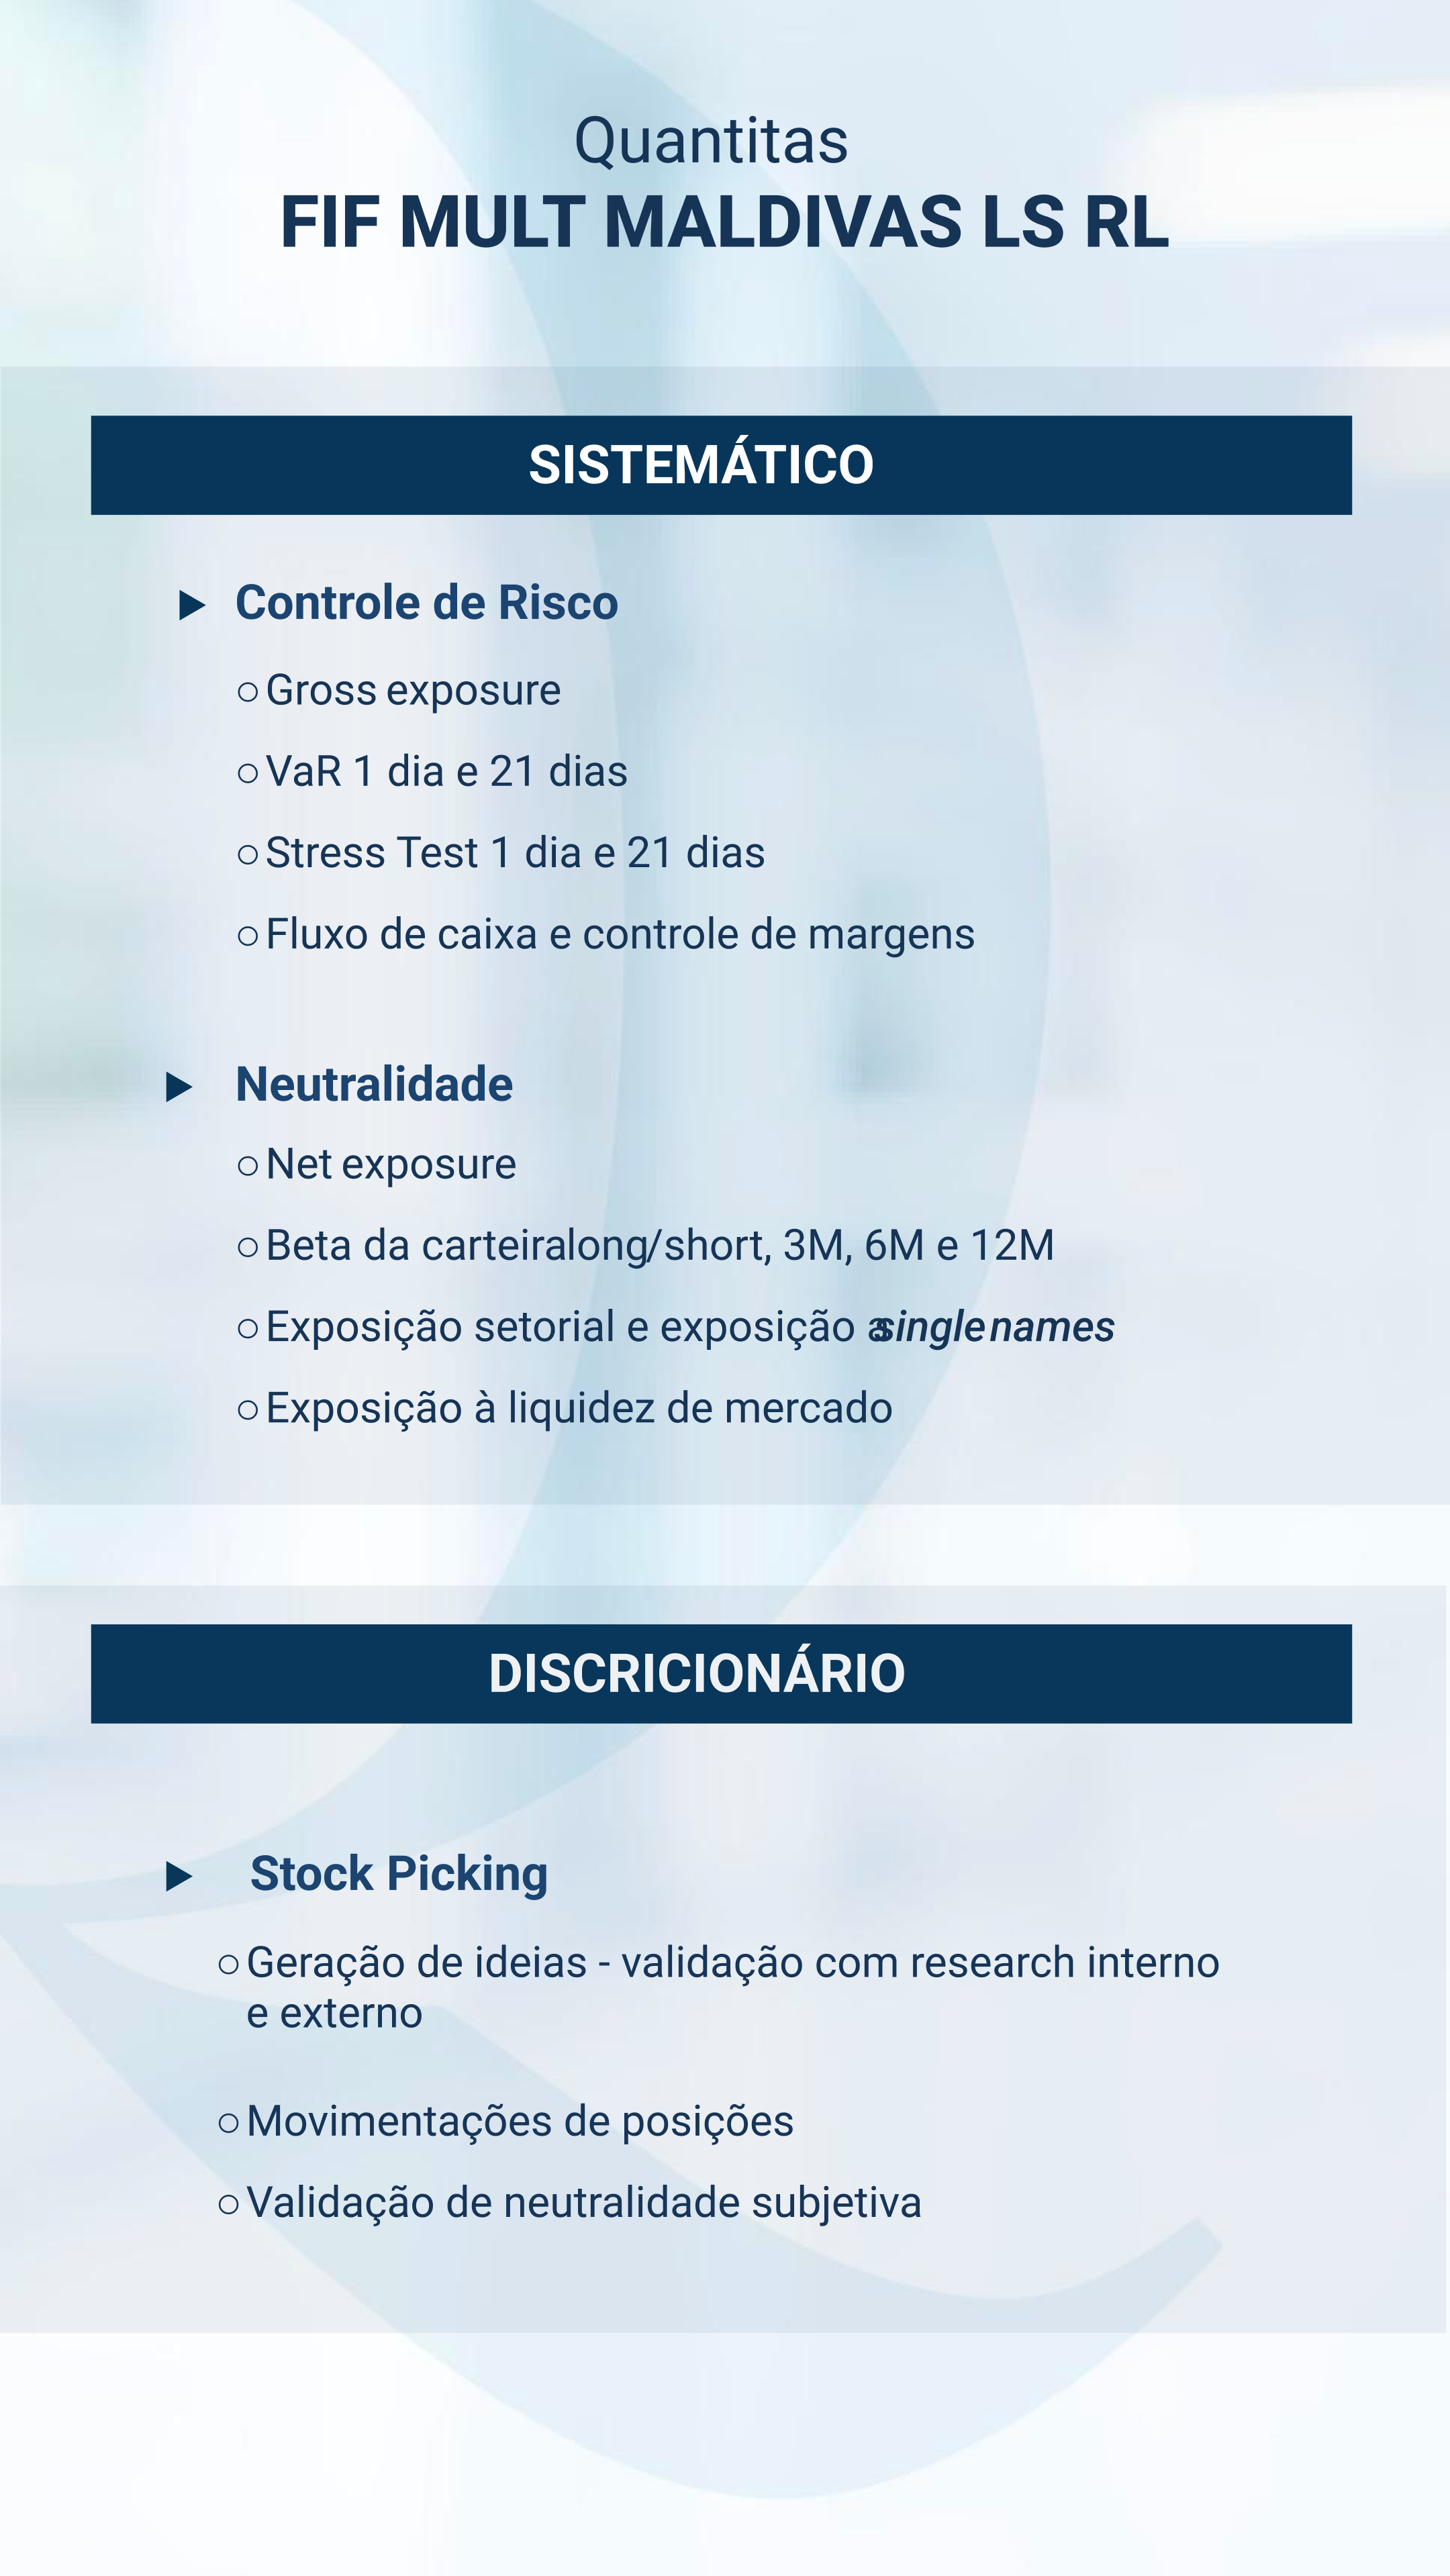 Quantitas
FIF MULT MALDIVAS LS RL
SISTEMÁTICO
Controle de Risco
Gross exposure
VaR 1 dia e 21 dias
Stress Test 1 dia e 21 dias
Fluxo de caixa e controle de margens
Neutralidade
Net exposure
Beta da carteiralong/short, 3M, 6M e 12M
Exposição setorial e exposição a single names
Exposição à liquidez de mercado
DISCRICIONÁRIO
Stock Picking
Geração de ideias - validação com research interno
e externo
Movimentações de posições
Validação de neutralidade subjetiva